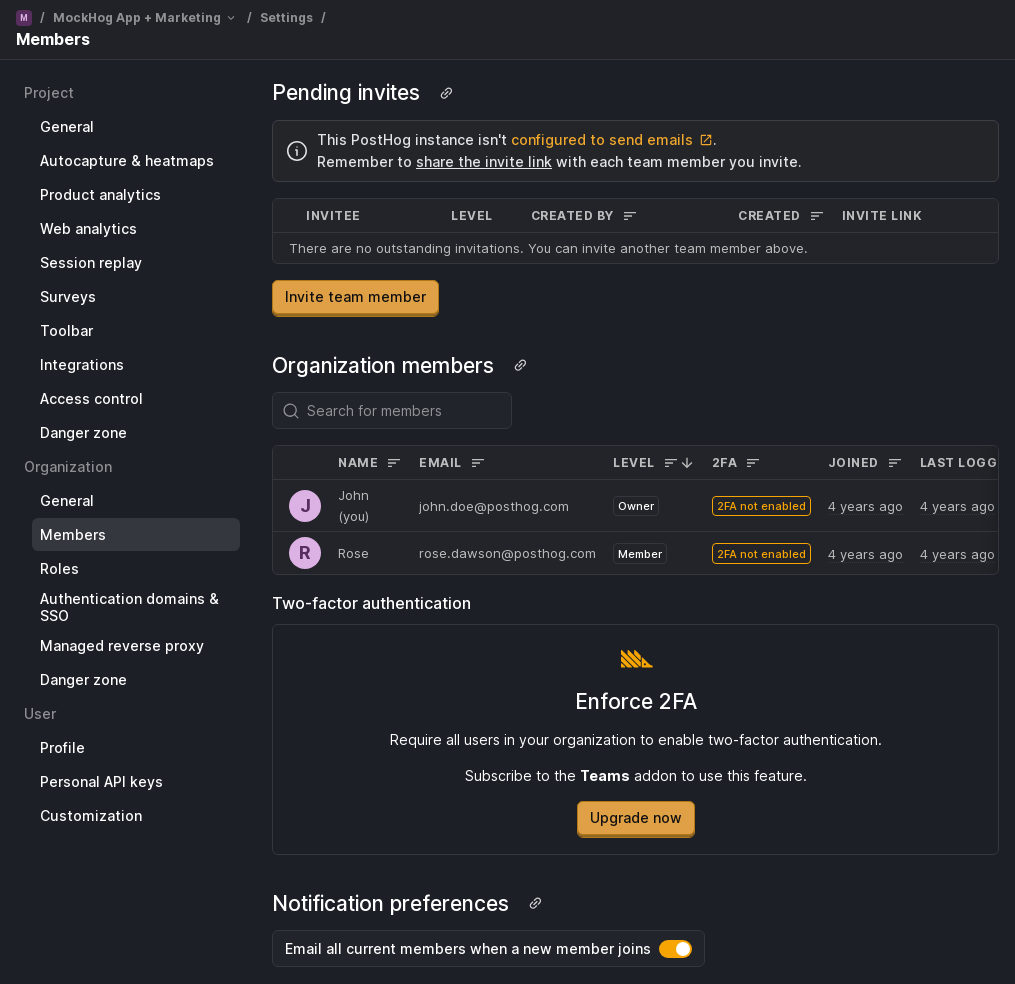 M / MockHog App + Marketing / Settings /
Members
Project
General
Autocapture & heatmaps
Product analytics
Web analytics
Session replay
Surveys
Toolbar
Integrations
Access control
Danger zone
Organization
General
Members
Roles
Authentication domains &
SSO
Managed reverse proxy
Danger zone
User
Profile
Personal API keys
Customization
Pending invites
This PostHog instance isn't configured to send emails .
Remember to share the invite link with each team member you invite.
INVITEE LEVEL CREATED BY CREATED INVITE LINK
There are no outstanding invitations. You can invite another team member above.
Invite team member
Organization members
Search for members
NAME EMAIL LEVEL 2FA JOINED LAST LOGG
J John (you) john.doe@posthog.com Owner 2FA not enabled 4 years ago 4 years ago
R Rose rose.dawson@posthog.com Member 2FA not enabled 4 years ago 4 years ago
Two-factor authentication
Enforce 2FA
Require all users in your organization to enable two-factor authentication.
Subscribe to the Teams addon to use this feature.
Upgrade now
Notification preferences
Email all current members when a new member joins